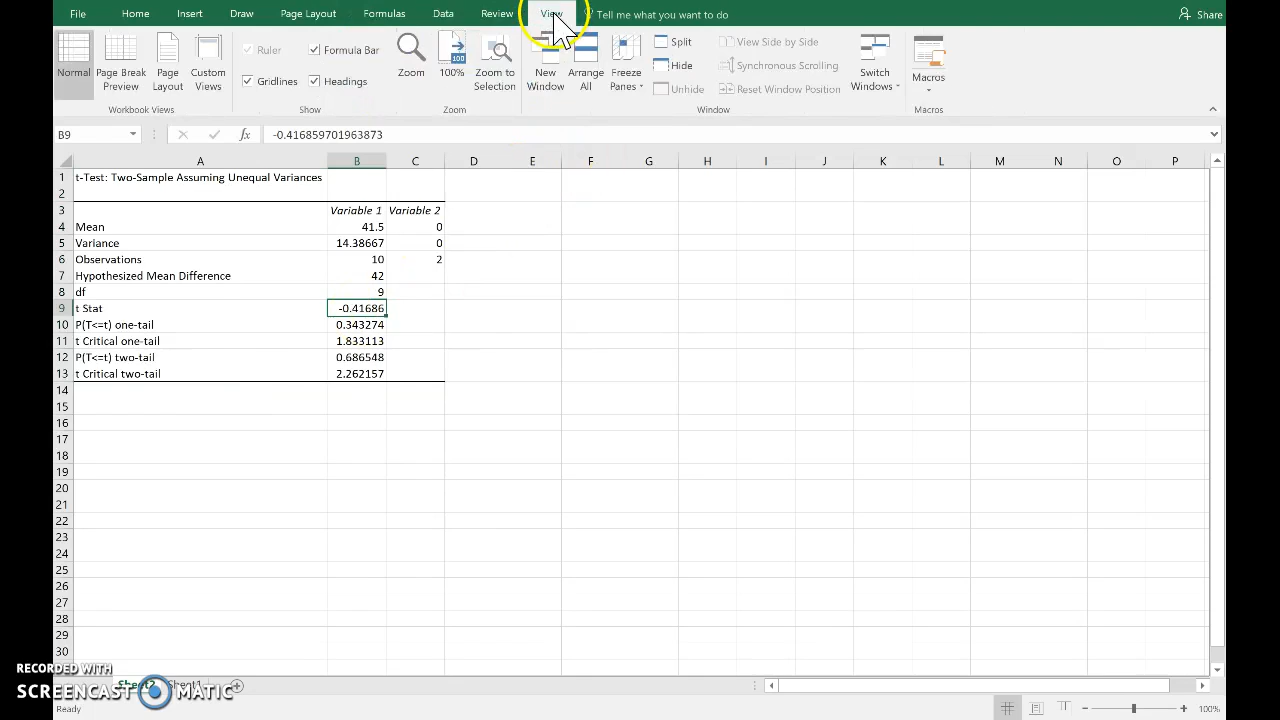 File Home Insert Draw Page Layout Formulas Data Review View Tell me what you want to do Share
Normal Page Break Preview Page Layout Custom Views
Workbook Views
Ruler Formula Bar
Gridlines Headings
Show
Zoom 100% Zoom to Selection
Zoom
New Window Arrange All Freeze Panes
Split
Hide
Unhide
View Side by Side
Synchronous Scrolling
Reset Window Position
Switch Windows
Window
Macros
Macros
B9 fx -0.416859701963873
A B C D E F G H I J K L M N O P
1 t-Test: Two-Sample Assuming Unequal Variances
2
3 Variable 1 Variable 2
4 Mean 41.5 0
5 Variance 14.38667 0
6 Observations 10 2
7 Hypothesized Mean Difference 42
8 df 9
9 t Stat -0.41686
10 P(T<=t) one-tail 0.343274
11 t Critical one-tail 1.833113
12 P(T<=t) two-tail 0.686548
13 t Critical two-tail 2.262157
14
15
16
17
18
19
20
21
22
23
24
25
26
27
28
29
30
RECORDED WITH
SCREENCAST MATIC
Sheet2 Sheet1
Ready 100%